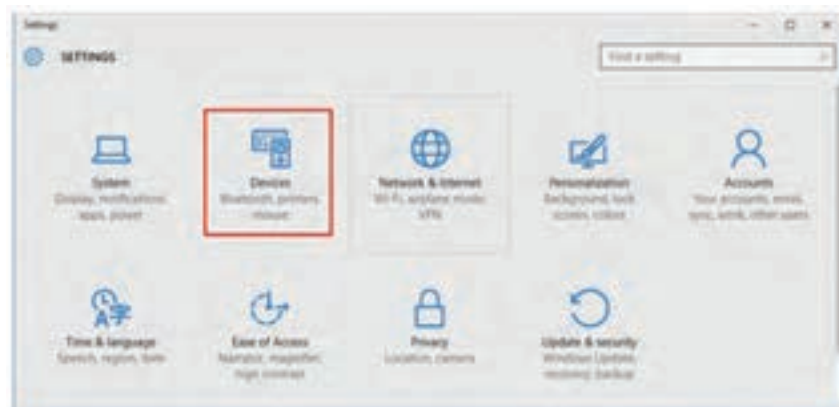 Settings
SETTINGS
Find a setting
System
Display, notifications,
apps, power
Devices
Bluetooth, printers,
mouse
Network & Internet
Wi-Fi, airplane mode,
VPN
Personalization
Background, lock
screen, colors
Accounts
Your accounts, email,
sync, work, other users
Time & language
Speech, region, date
Ease of Access
Narrator, magnifier,
high contrast
Privacy
Location, camera
Update & security
Windows Update,
recovery, backup